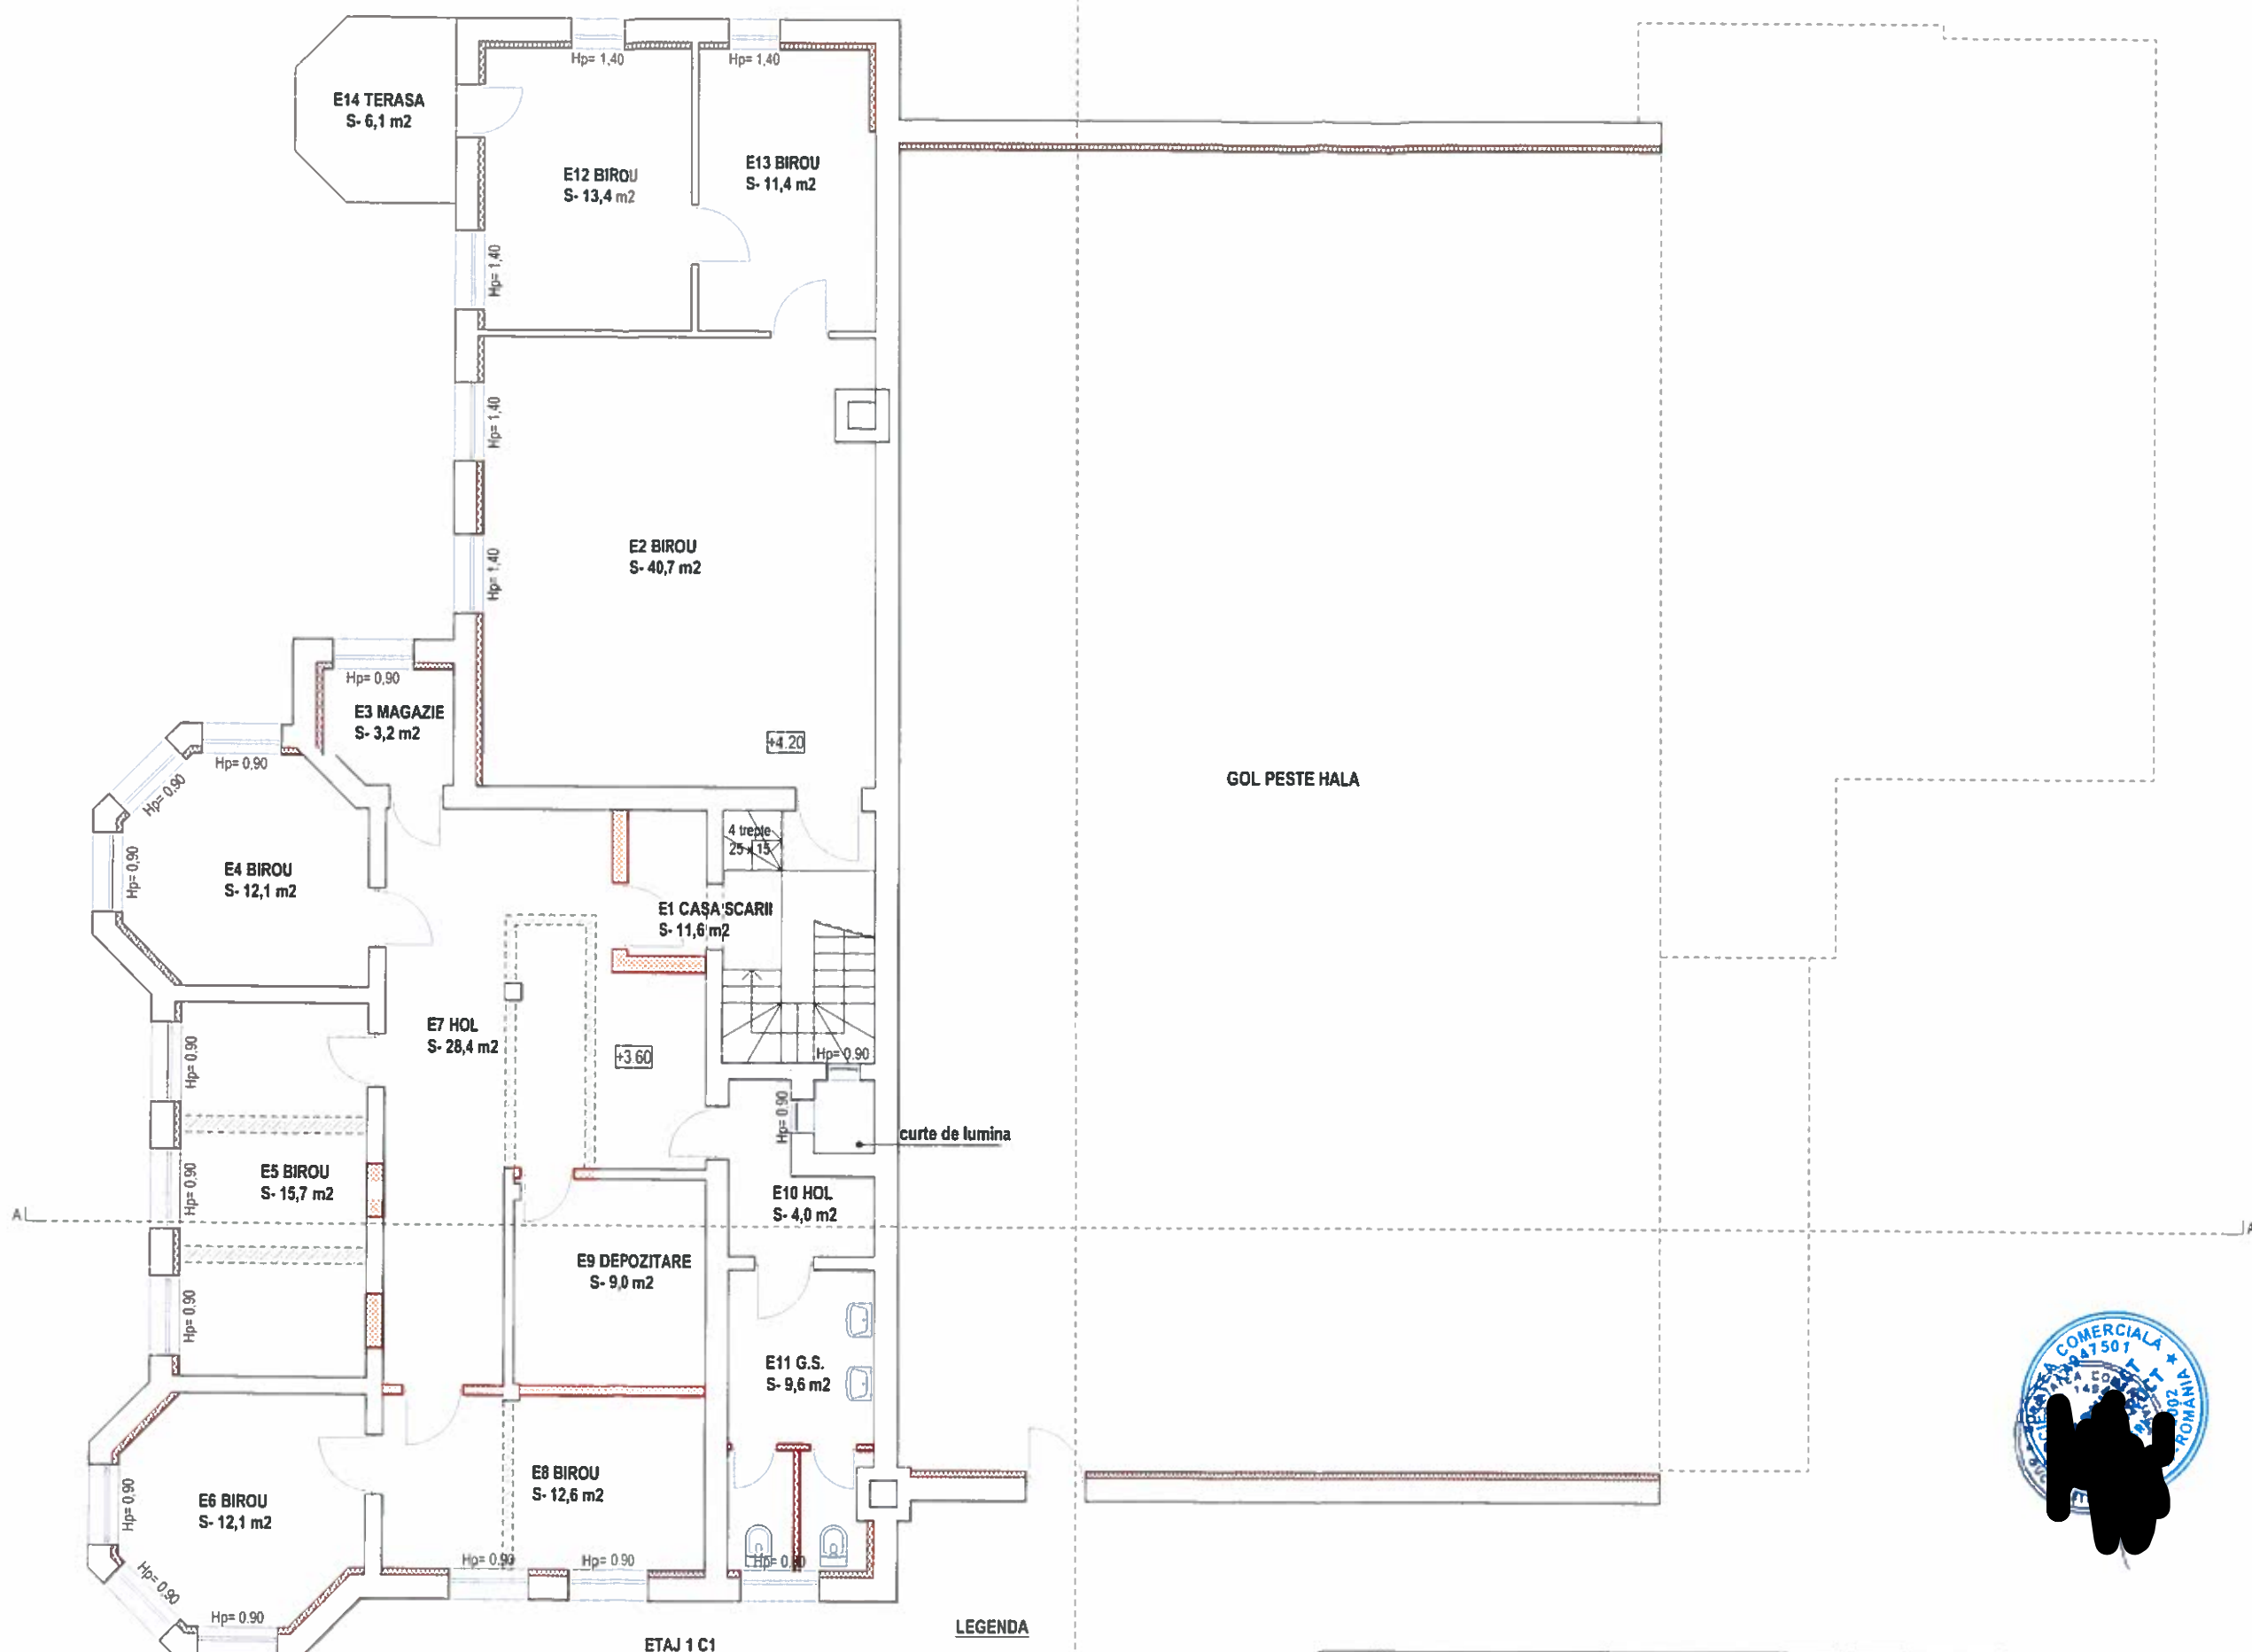 Hp= 1,40
Hp= 1,40
E14 TERASA
S- 6,1 m2
E12 BIROU
S- 13,4 m2
E13 BIROU
S- 11,4 m2
Hp= 1,40
Hp= 1,40
E2 BIROU
S- 40,7 m2
Hp= 1,40
Hp= 0,90
E3 MAGAZIE
S- 3,2 m2
+4.20
Hp= 0,90
Hp= 0.90
GOL PESTE HALA
4 trepte
25 x 15
Hp= 0,90
E4 BIROU
S- 12,1 m2
E1 CASA SCARII
S- 11,6 m2
E7 HOL
S- 28,4 m2
+3.60
Hp= 0.90
Hp= 0.90
Hp= 0.90
curte de lumina
E5 BIROU
S- 15,7 m2
Hp= 0,90
E10 HOL
S- 4,0 m2
A
A
E9 DEPOZITARE
S- 9,0 m2
Hp= 0.90
E11 G.S.
S- 9,6 m2
COMERCIALĂ
ROMÂNIA
E8 BIROU
S- 12,6 m2
E6 BIROU
S- 12,1 m2
Hp= 0.90
Hp= 0.90
Hp= 0.90
Hp= 0.90
Hp= 0.90
Hp= 0.90
LEGENDA
ETAJ 1 C1